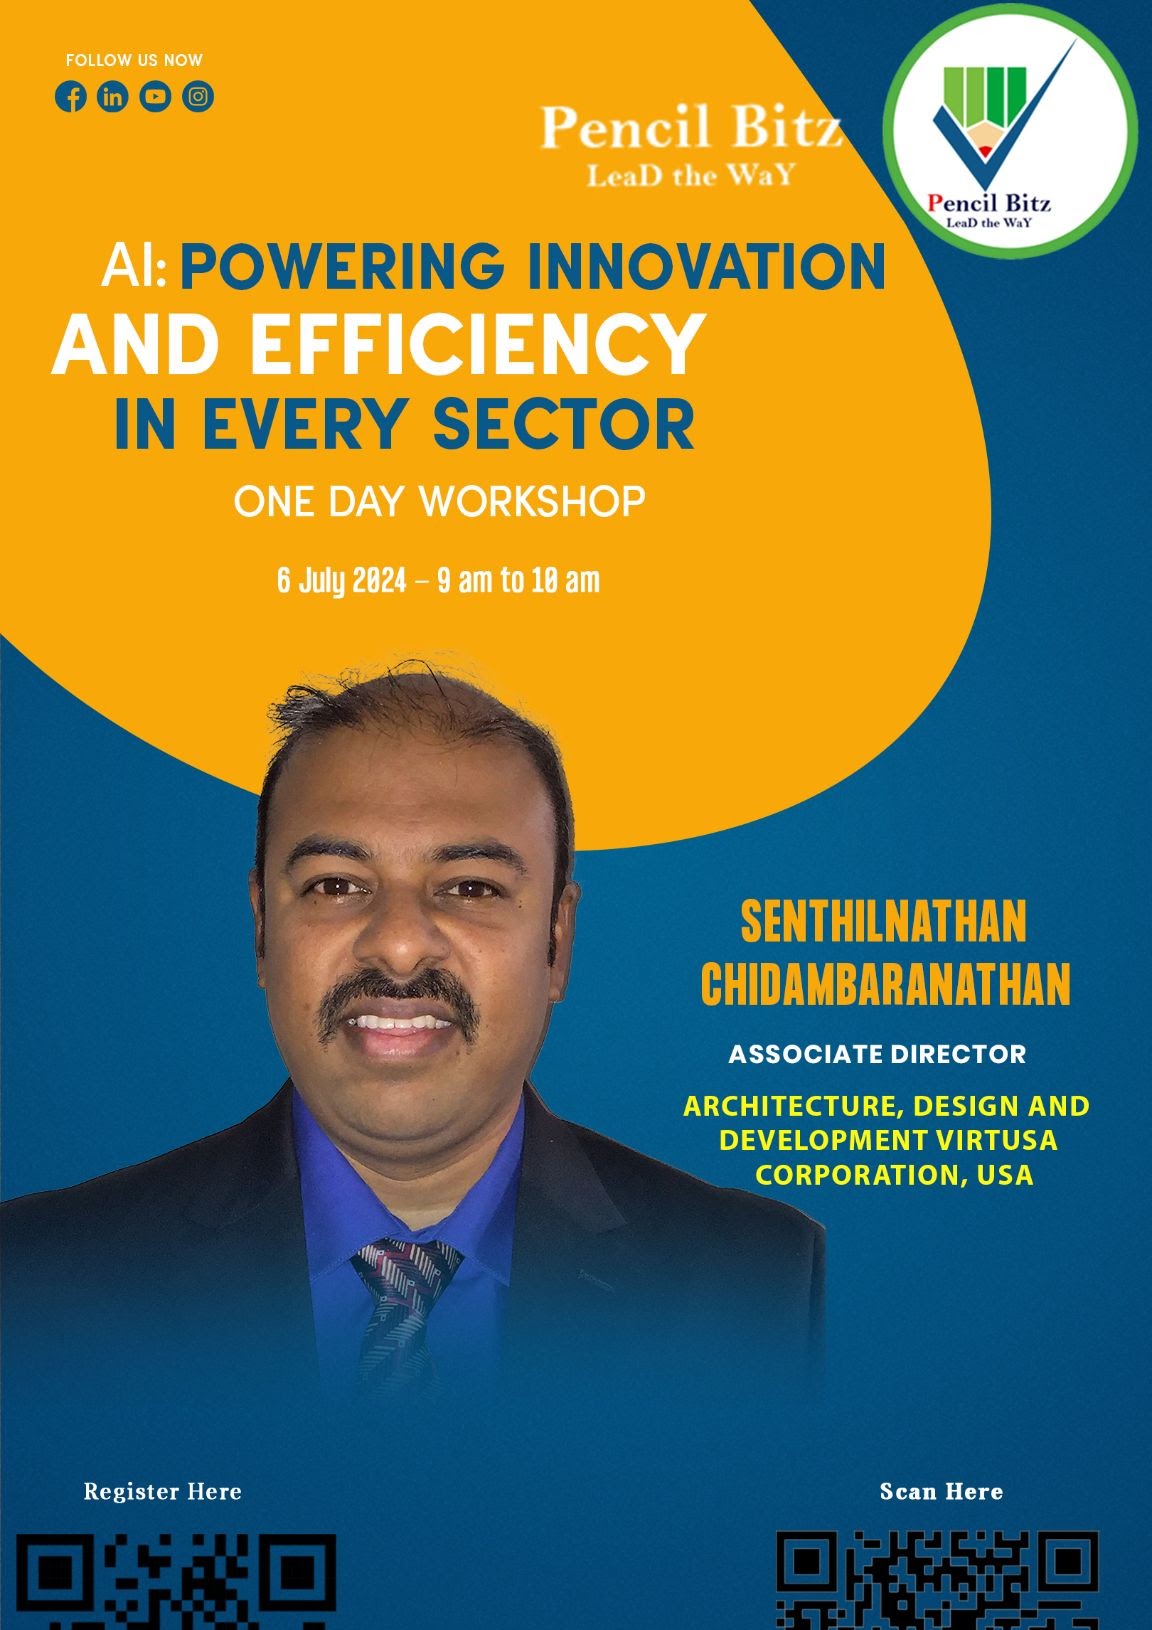 FOLLOW US NOW
Pencil Bitz
LeaD the WaY
Pencil Bitz
LeaD the WaY
AI: POWERING INNOVATION
AND EFFICIENCY
IN EVERY SECTOR
ONE DAY WORKSHOP
6 July 2024 – 9 am to 10 am
SENTHILNATHAN
CHIDAMBARANATHAN
ASSOCIATE DIRECTOR
ARCHITECTURE, DESIGN AND
DEVELOPMENT VIRTUSA
CORPORATION, USA
Register Here
Scan Here